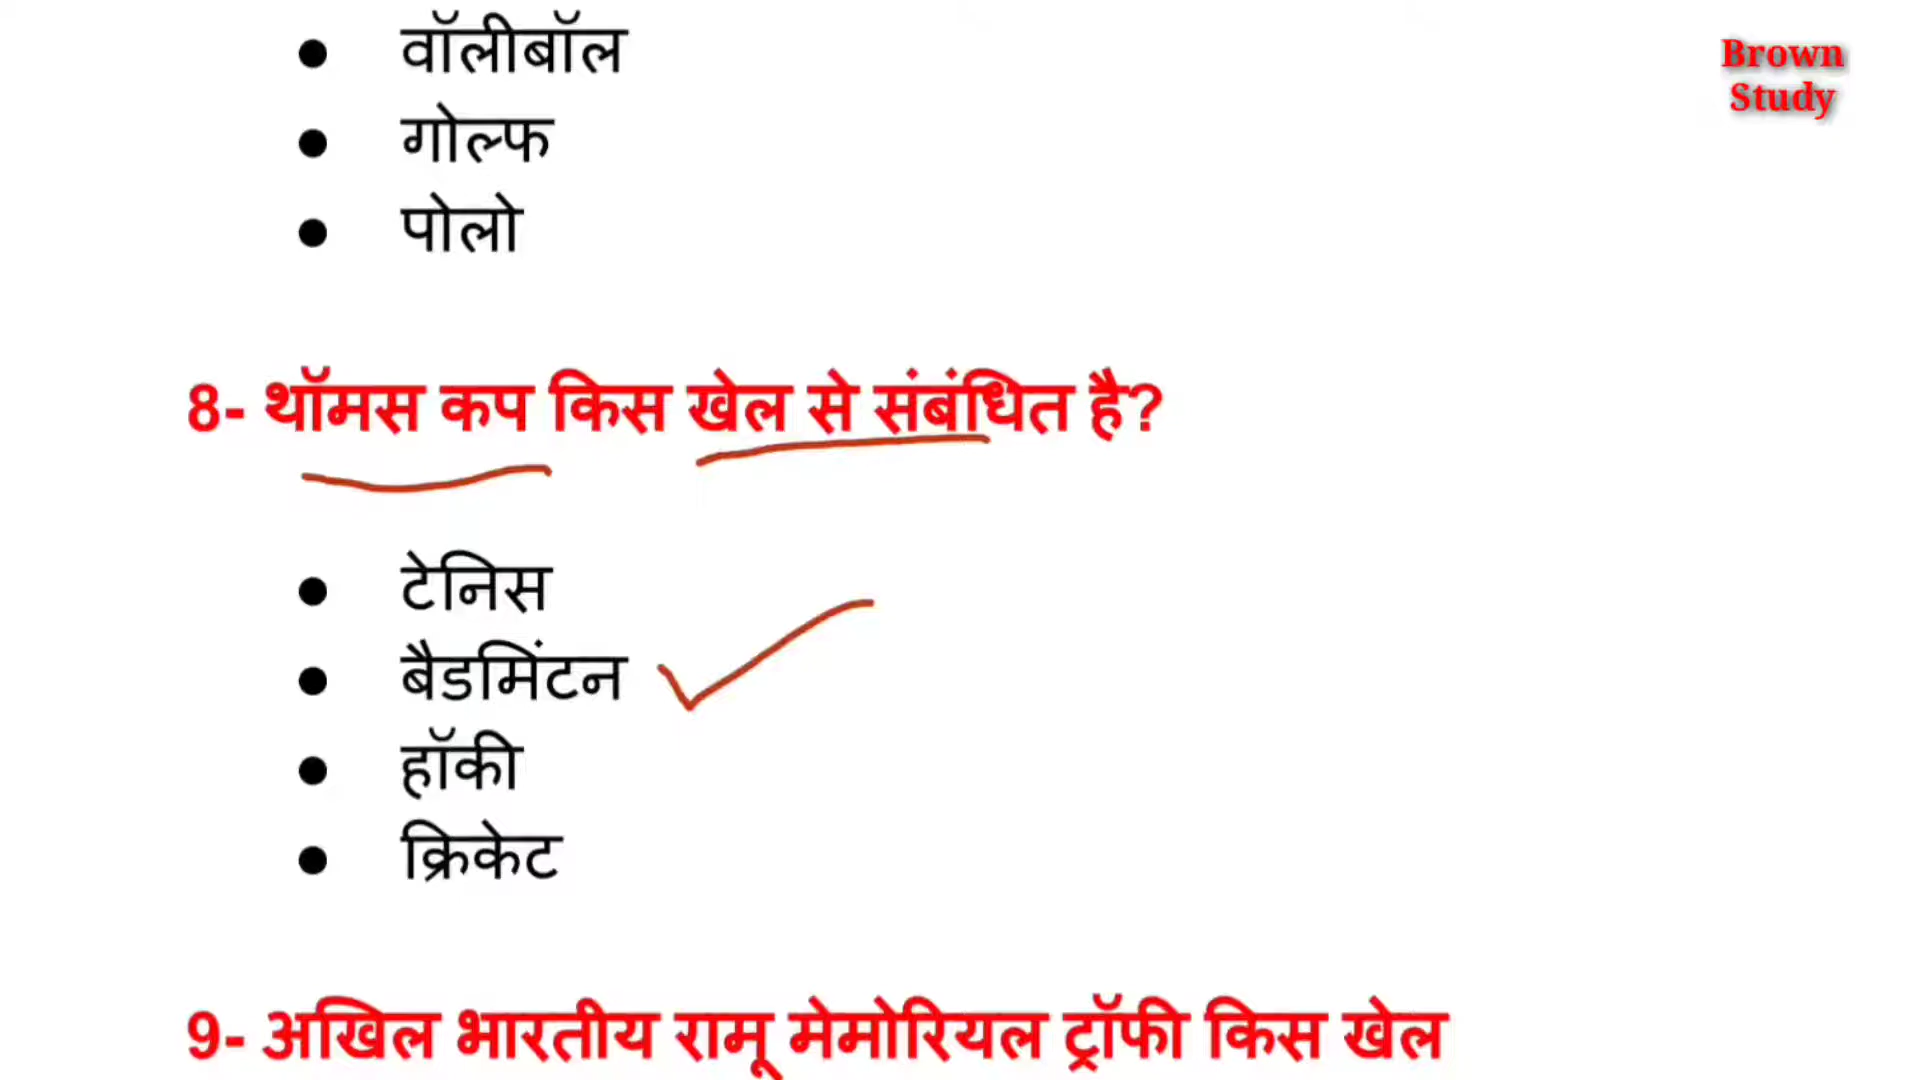 वॉलीबॉल
गोल्फ
पोलो
Brown
Study
8- थॉमस कप किस खेल से संबंधित है?
टेनिस
बैडमिंटन
हॉकी
क्रिकेट
9- अखिल भारतीय रामू मेमोरियल ट्रॉफी किस खेल